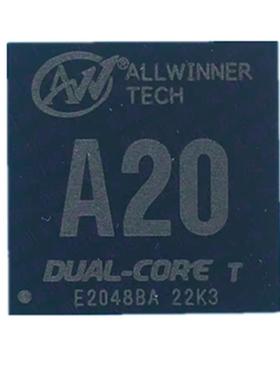 AW
ALLWINNER
TECH
A20
DUAL-CORE T
E2048BA 22K3